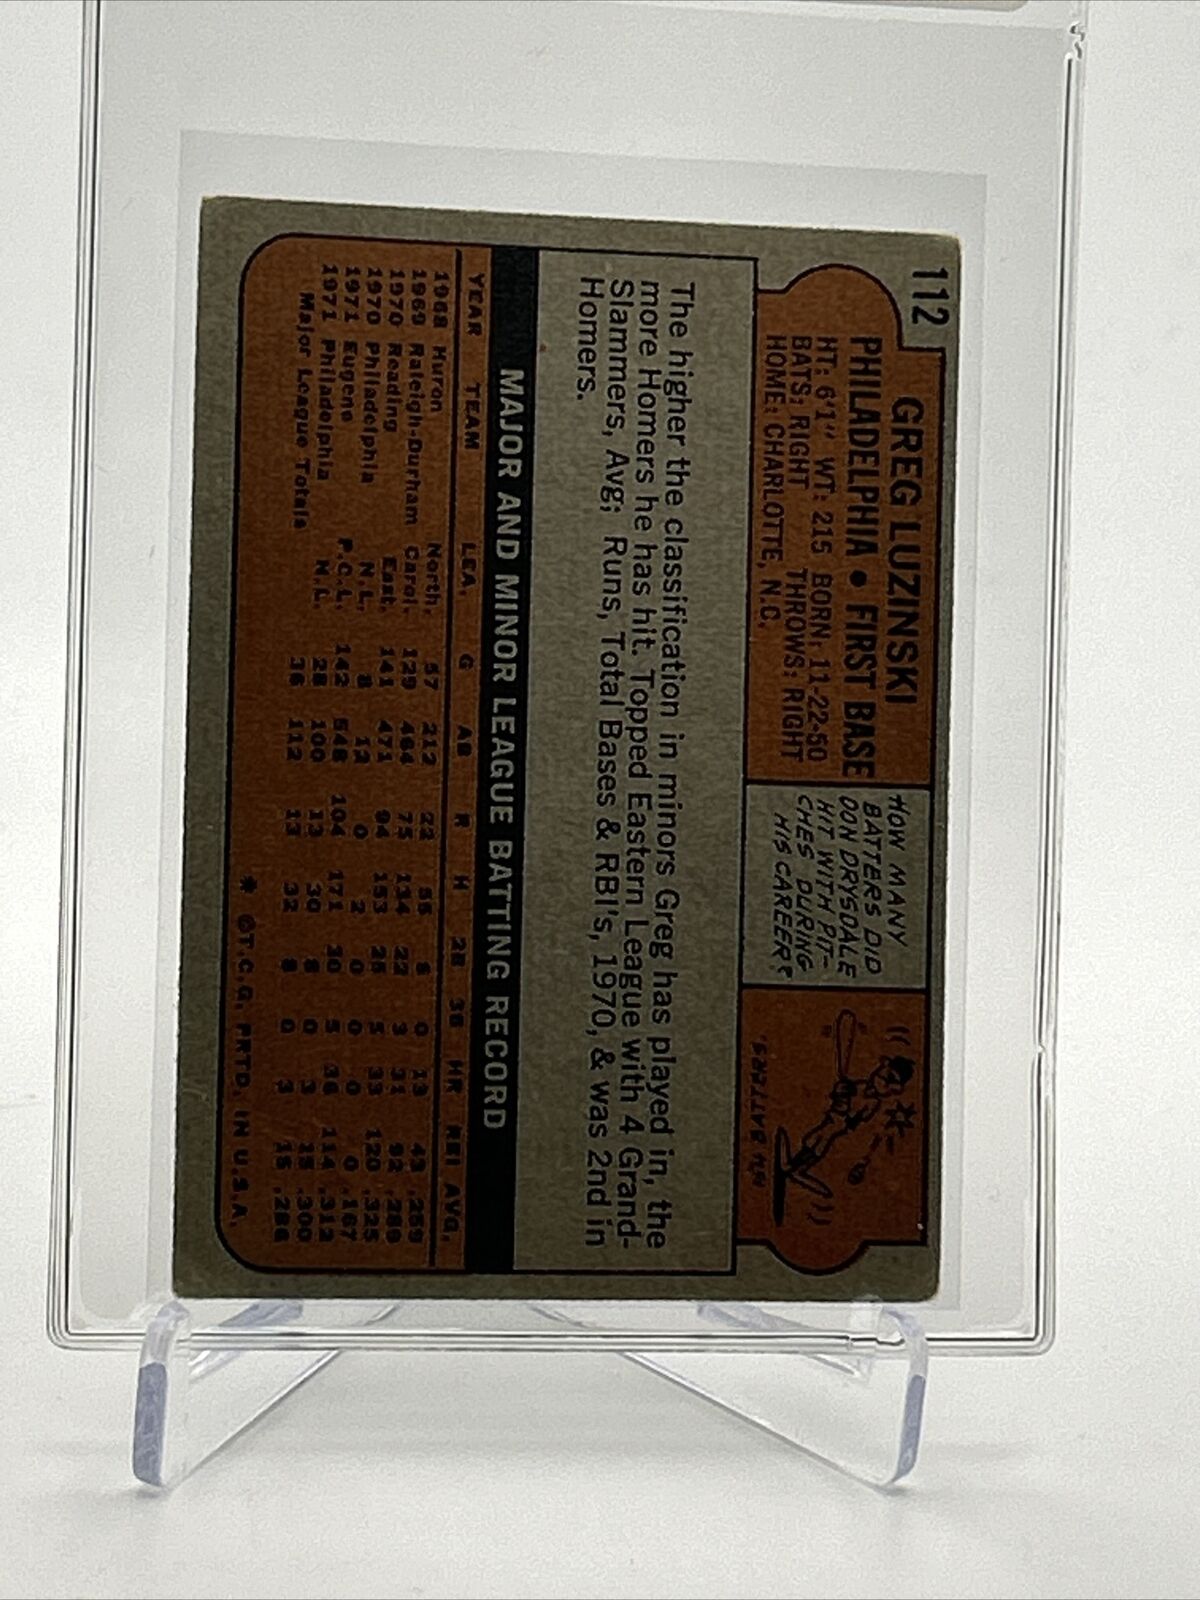 112
GREG LUZINSKI
PHILADELPHIA • FIRST BASE
HT: 6'1" WT: 215 BORN: 11-22-50
BATS: RIGHT THROWS: RIGHT
HOME: CHARLOTTE, N.C.
HOW MANY
BATTERS DID
DON DRYSDALE
HIT WITH PIT-
CHES DURING
HIS CAREER?
BATTERS.
The higher the classification in minors Greg has played in, the
more Homers he has hit. Topped Eastern League with 4 Grand-
Slammers, Avg; Runs, Total Bases & RBI's, 1970, & was 2nd in
Homers.
MAJOR AND MINOR LEAGUE BATTING RECORD
YEAR TEAM LEA. G AB R H 2B 3B HR RBI AVG.
1968 Huron North. 57 212 22 55 8 0 13 43 .259
1969 Raleigh-Durham Carol. 129 464 75 134 22 3 31 92 .289
1970 Reading East. 141 471 94 153 25 5 33 120 .325
1970 Philadelphia N.L. 8 12 0 2 0 0 0 0 .167
1971 Eugene P.C.L. 142 548 104 171 20 5 36 114 .312
1971 Philadelphia N.L. 28 100 13 30 8 0 3 15 .300
Major League Totals 36 112 13 32 8 0 3 15 .286
* ©T.C.G. PRTD. IN U.S.A.